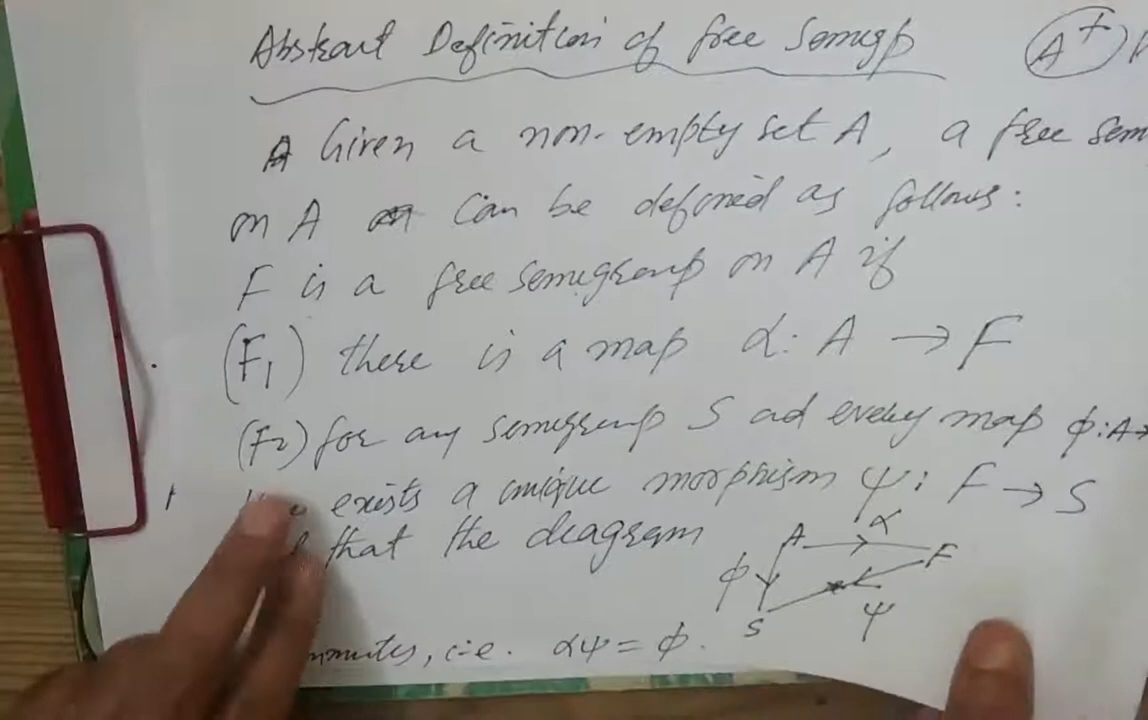 Abstract Definition of free Semigp
A+
Given a non-empty set A, a free sem
on A can be defined as follows:
F is a free semigroup on A if
(F1) there is a map α: A → F
(F2) for any semigroup S ad every map φ: A→
exists a unique morphism ψ: F → S
that the diagram
A α F
φ ψ
S
mmutes, i.e. αψ = φ.